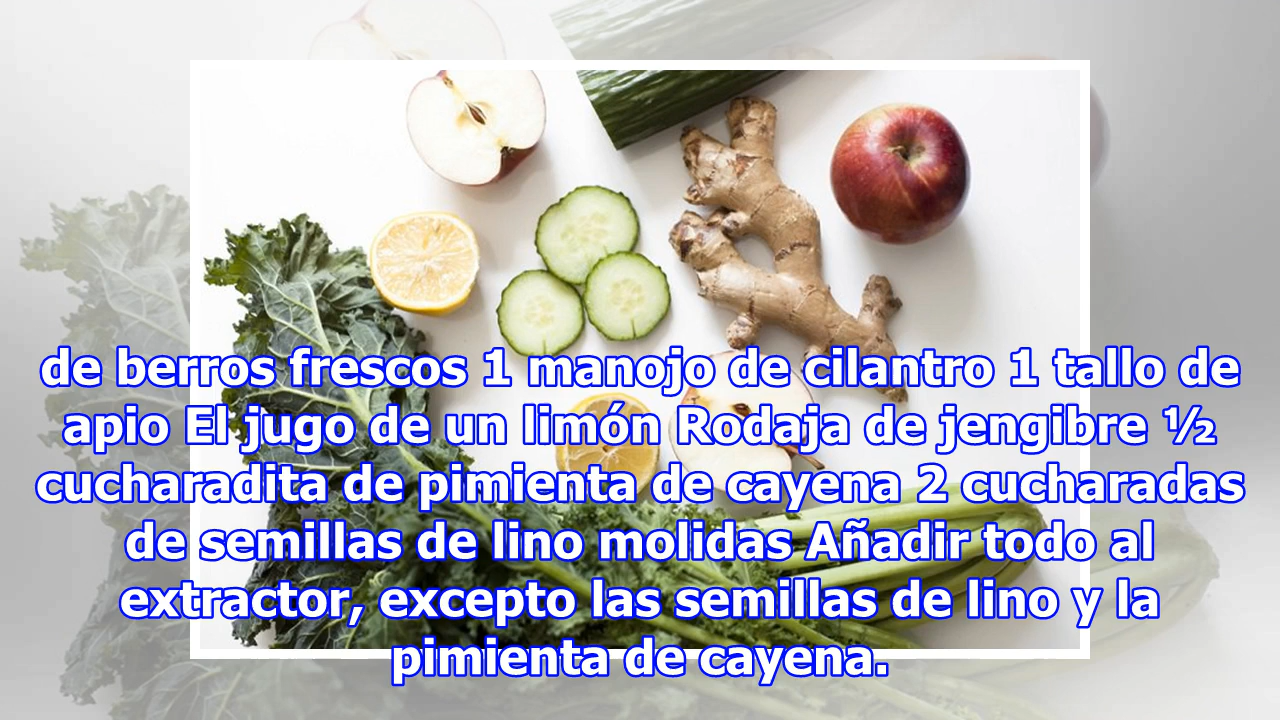 de berros frescos 1 manojo de cilantro 1 tallo de
apio El jugo de un limón Rodaja de jengibre ½
cucharadita de pimienta de cayena 2 cucharadas
de semillas de lino molidas Añadir todo al
extractor, excepto las semillas de lino y la
pimienta de cayena.